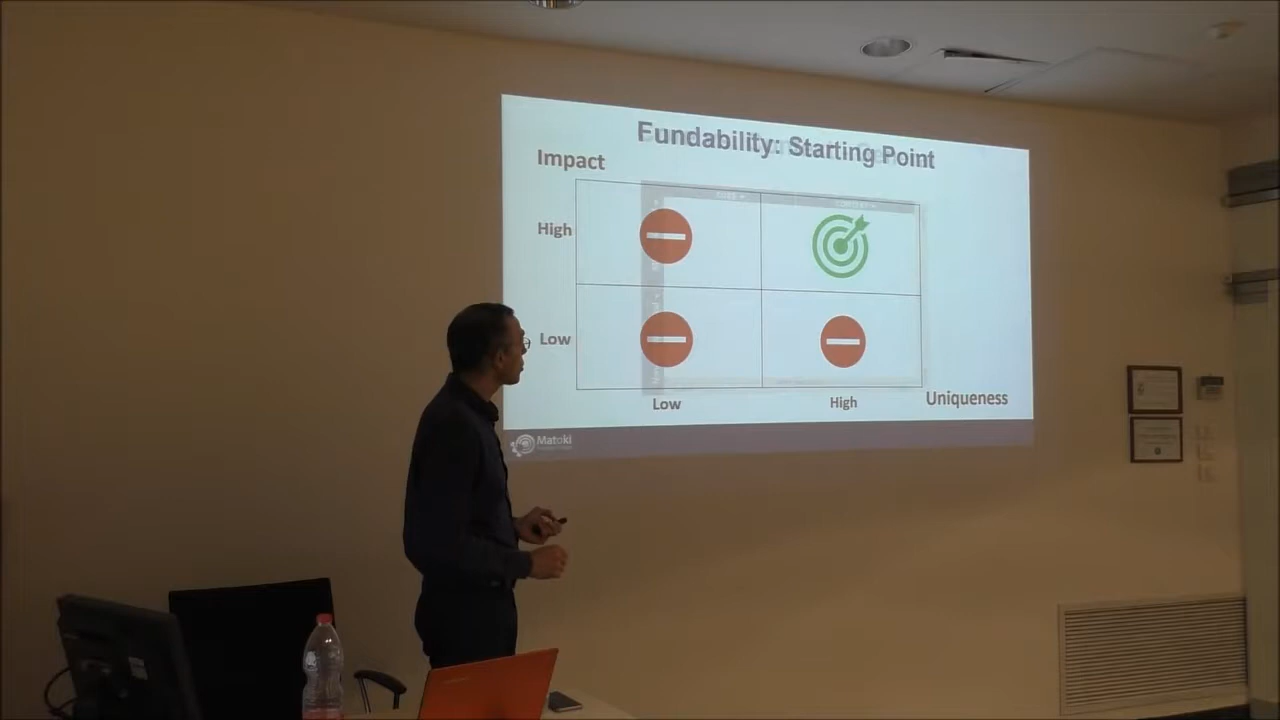 Fundability: Starting Point
Impact
High
Low
Low
High
Uniqueness
Matoki